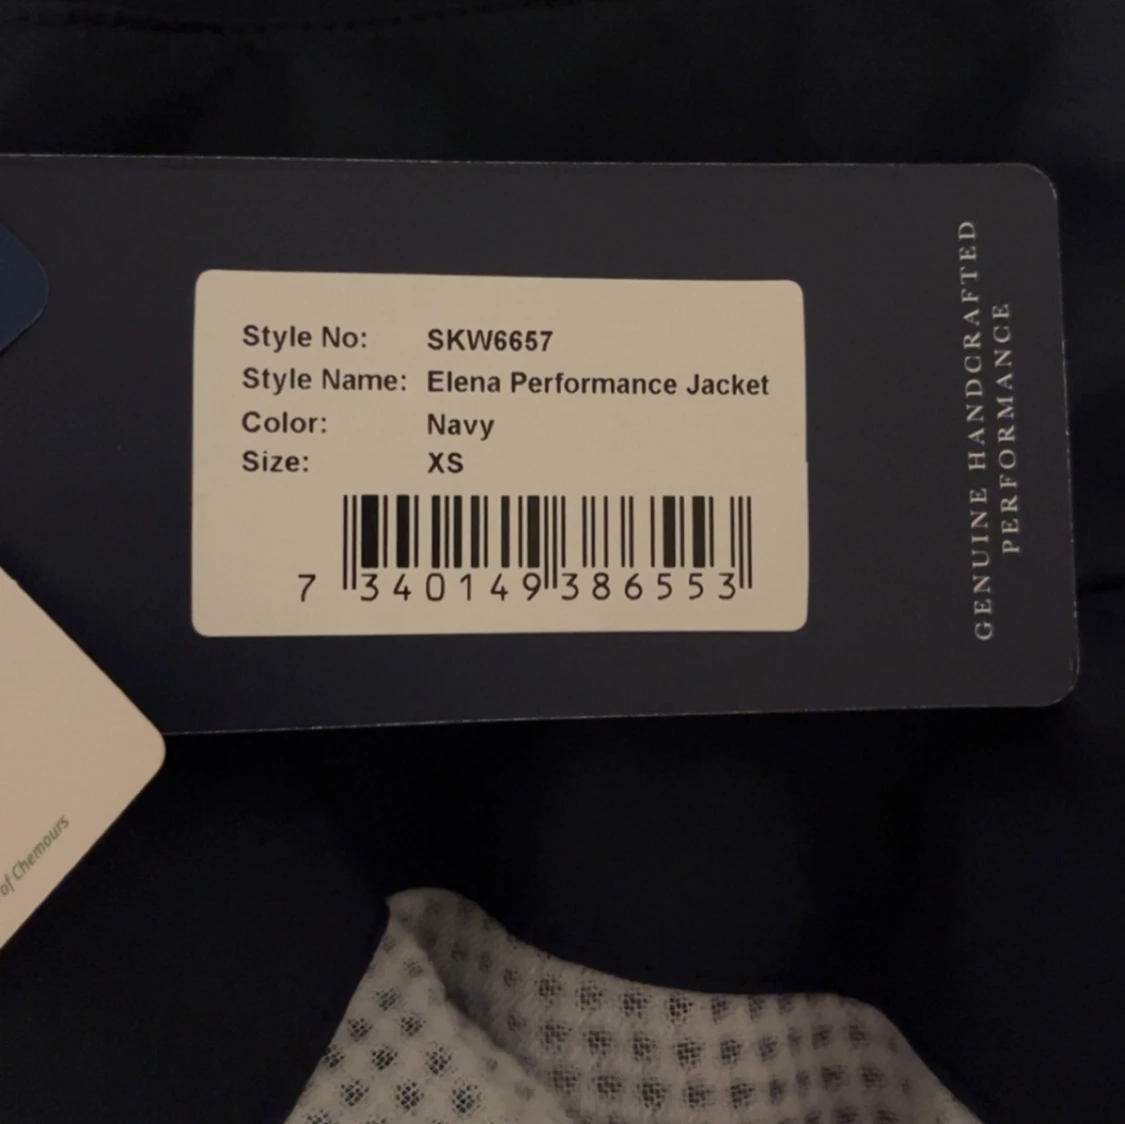 Style No: SKW6657
Style Name: Elena Performance Jacket
Color: Navy
Size: XS
7 340149 386553
GENUINE HANDCRAFTED
PERFORMANCE
of Chemours